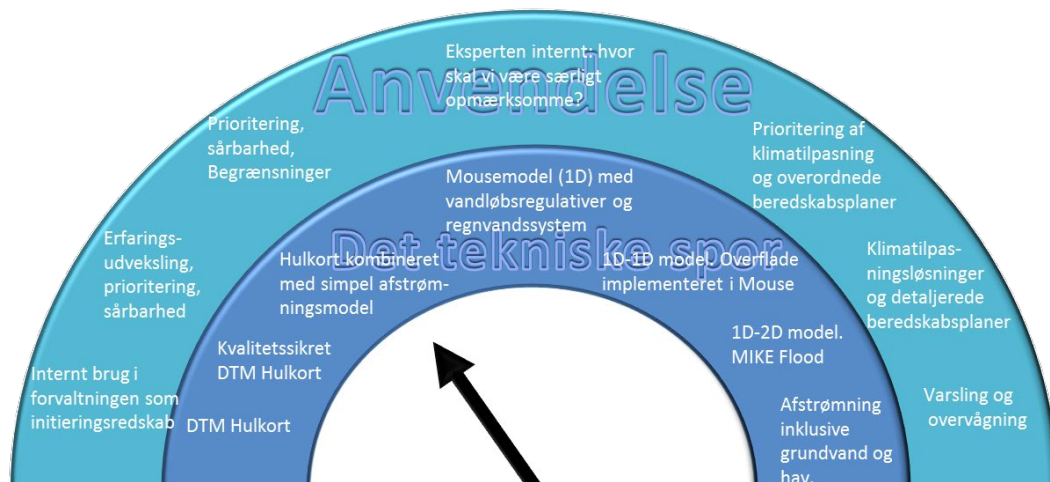 Anvendelse
Eksperten internt: hvor
skal vi være særligt
opmærksomme?
Prioritering,
sårbarhed,
Begrænsninger
Prioritering af
klimatilpasning
og overordnede
beredskabsplaner
Erfarings-
udveksling,
prioritering,
sårbarhed
Klimatilpas-
ningsløsninger
og detaljerede
beredskabsplaner
Internt brug i
forvaltningen som
initieringsredskab
Varsling og
overvågning
Det tekniske spor
Mousemodel (1D) med
vandløbsregulativer og
regnvandssystem
Hulkort kombineret
med simpel afstrøm-
ningsmodel
1D-1D model. Overflade
implementeret i Mouse
Kvalitetssikret
DTM Hulkort
1D-2D model.
MIKE Flood
DTM Hulkort
Afstrømning
inklusive
grundvand og
hav.